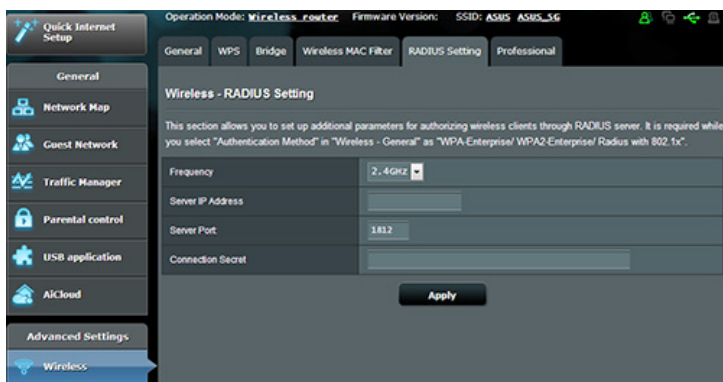 Quick Internet
Setup
Operation Mode: Wireless router Firmware Version: SSID: ASUS ASUS_5G
General WPS Bridge Wireless MAC Filter RADIUS Setting Professional
General
Network Map
Guest Network
Traffic Manager
Parental control
USB application
AiCloud
Advanced Settings
Wireless
Wireless - RADIUS Setting
This section allows you to set up additional parameters for authorizing wireless clients through RADIUS server. It is required while
you select "Authentication Method" in "Wireless - General" as "WPA-Enterprise/ WPA2-Enterprise/ Radius with 802.1x".
Frequency 2.4GHz
Server IP Address
Server Port: 1812
Connection Secret
Apply